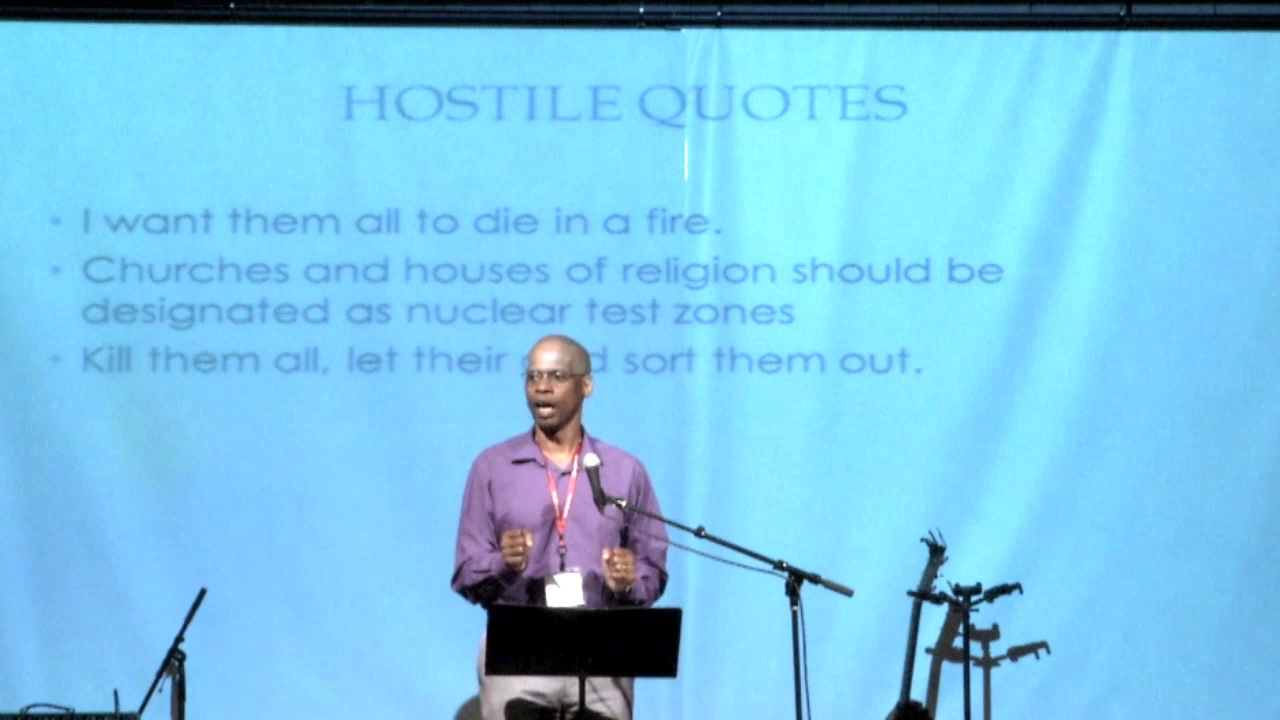 HOSTILE QUOTES
• I want them all to die in a fire.
• Churches and houses of religion should be
designated as nuclear test zones
• Kill them all, let their sort them out.